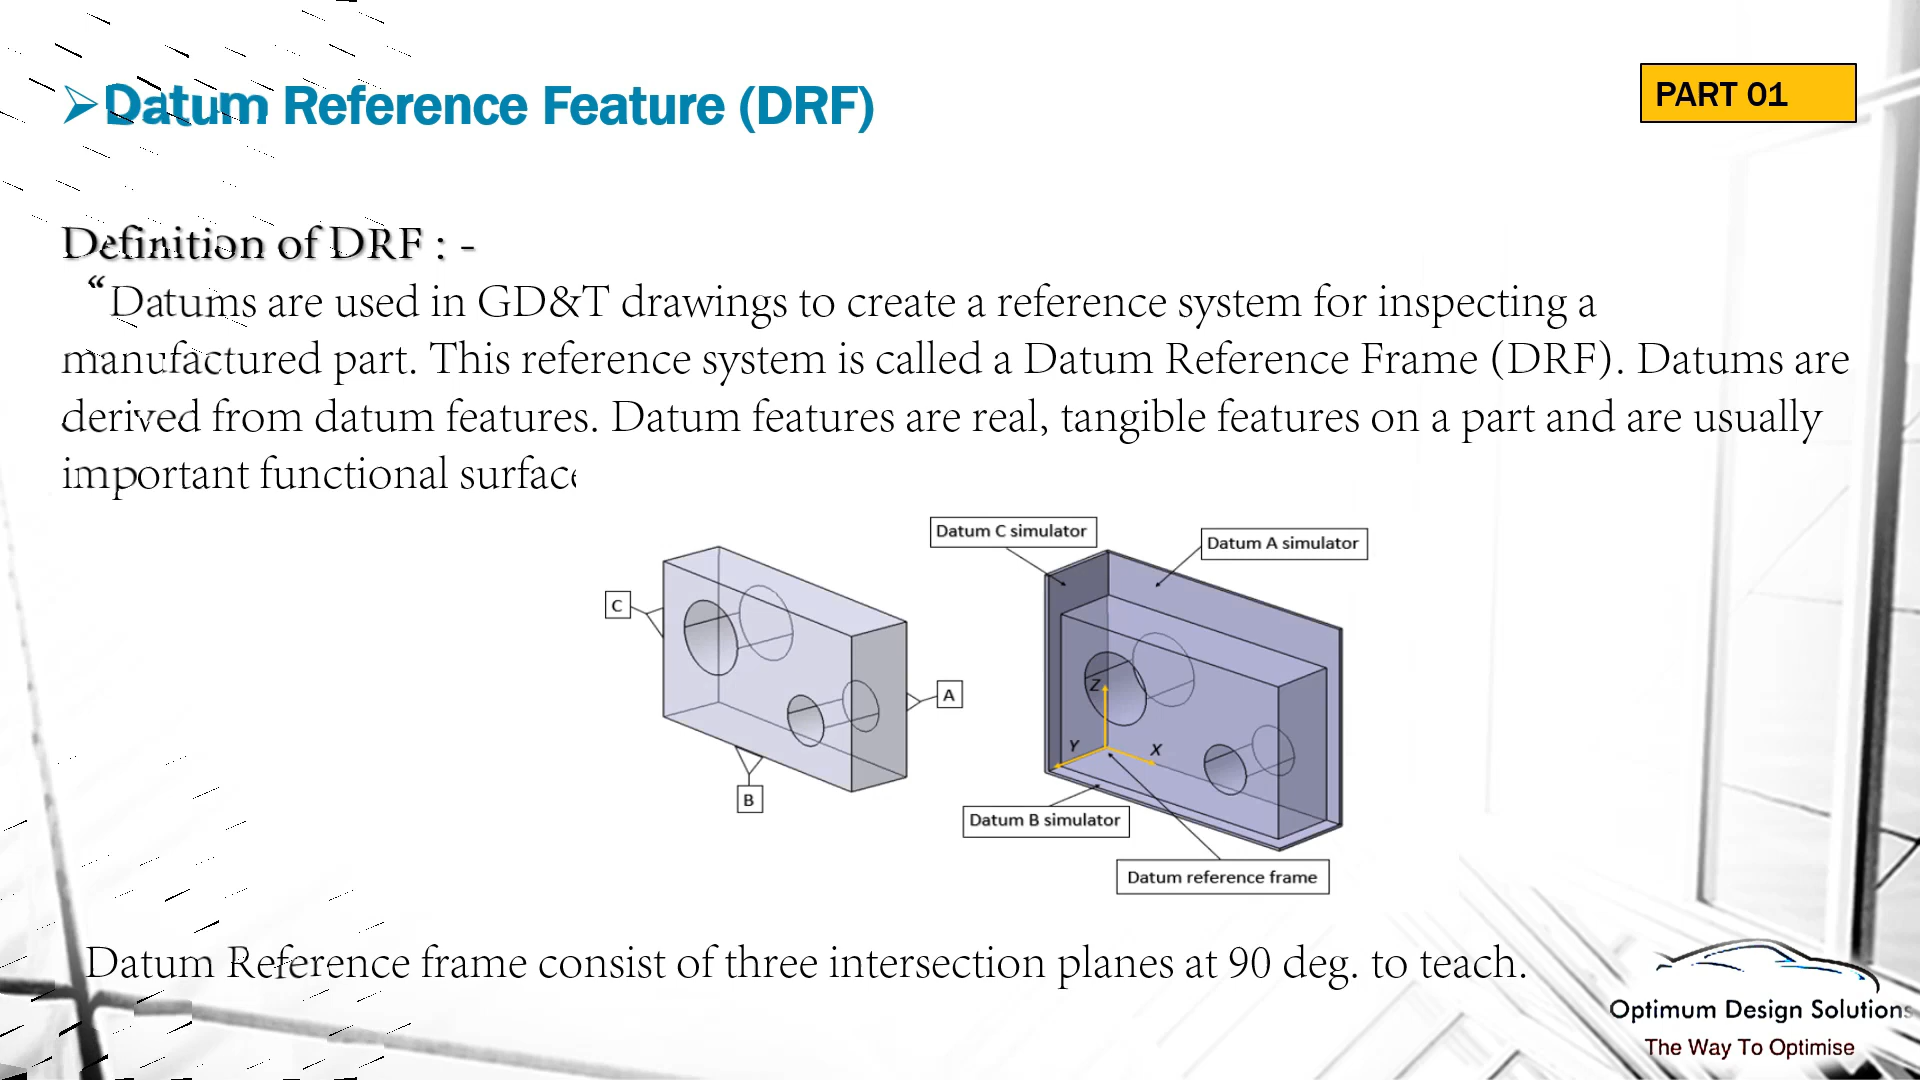 ➢Datum Reference Feature (DRF)
PART 01
Definition of DRF : -
“Datums are used in GD&T drawings to create a reference system for inspecting a
manufactured part. This reference system is called a Datum Reference Frame (DRF). Datums are
derived from datum features. Datum features are real, tangible features on a part and are usually
important functional
Datum C simulator
Datum A simulator
C
A
B
Z
Y
X
Datum B simulator
Datum reference frame
Datum Reference frame consist of three intersection planes at 90 deg. to teach.
Optimum Design Solutions
The Way To Optimise